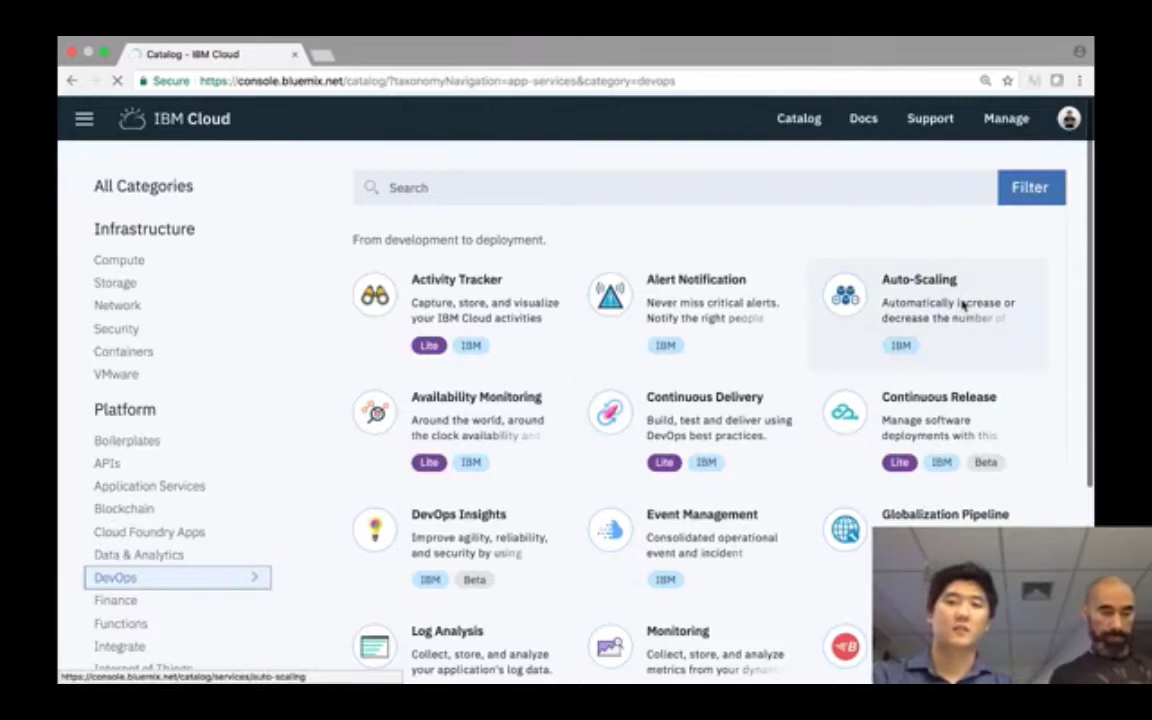 Catalog - IBM Cloud
Secure https://console.bluemix.net/catalog/?taxonomyNavigation=app-services&category=devops
IBM Cloud
Catalog
Docs
Support
Manage
All Categories
Infrastructure
Compute
Storage
Network
Security
Containers
VMware
Platform
Boilerplates
APIs
Application Services
Blockchain
Cloud Foundry Apps
Data & Analytics
DevOps
Finance
Functions
Integrate
Internet of Things
Search
Filter
From development to deployment.
Activity Tracker
Capture, store, and visualize
your IBM Cloud activities
Lite IBM
Alert Notification
Never miss critical alerts.
Notify the right people
IBM
Auto-Scaling
Automatically increase or
decrease the number of
IBM
Availability Monitoring
Around the world, around
the clock availability and
Lite IBM
Continuous Delivery
Build, test and deliver using
DevOps best practices.
Lite IBM
Continuous Release
Manage software
deployments with this
Lite IBM Beta
DevOps Insights
Improve agility, reliability,
and security by using
IBM Beta
Event Management
Consolidated operational
event and incident
IBM
Globalization Pipeline
Log Analysis
Collect, store, and analyze
your application's log data.
Monitoring
Collect, store, and analyze
metrics from your dynamic
https://console.bluemix.net/catalog/services/auto-scaling